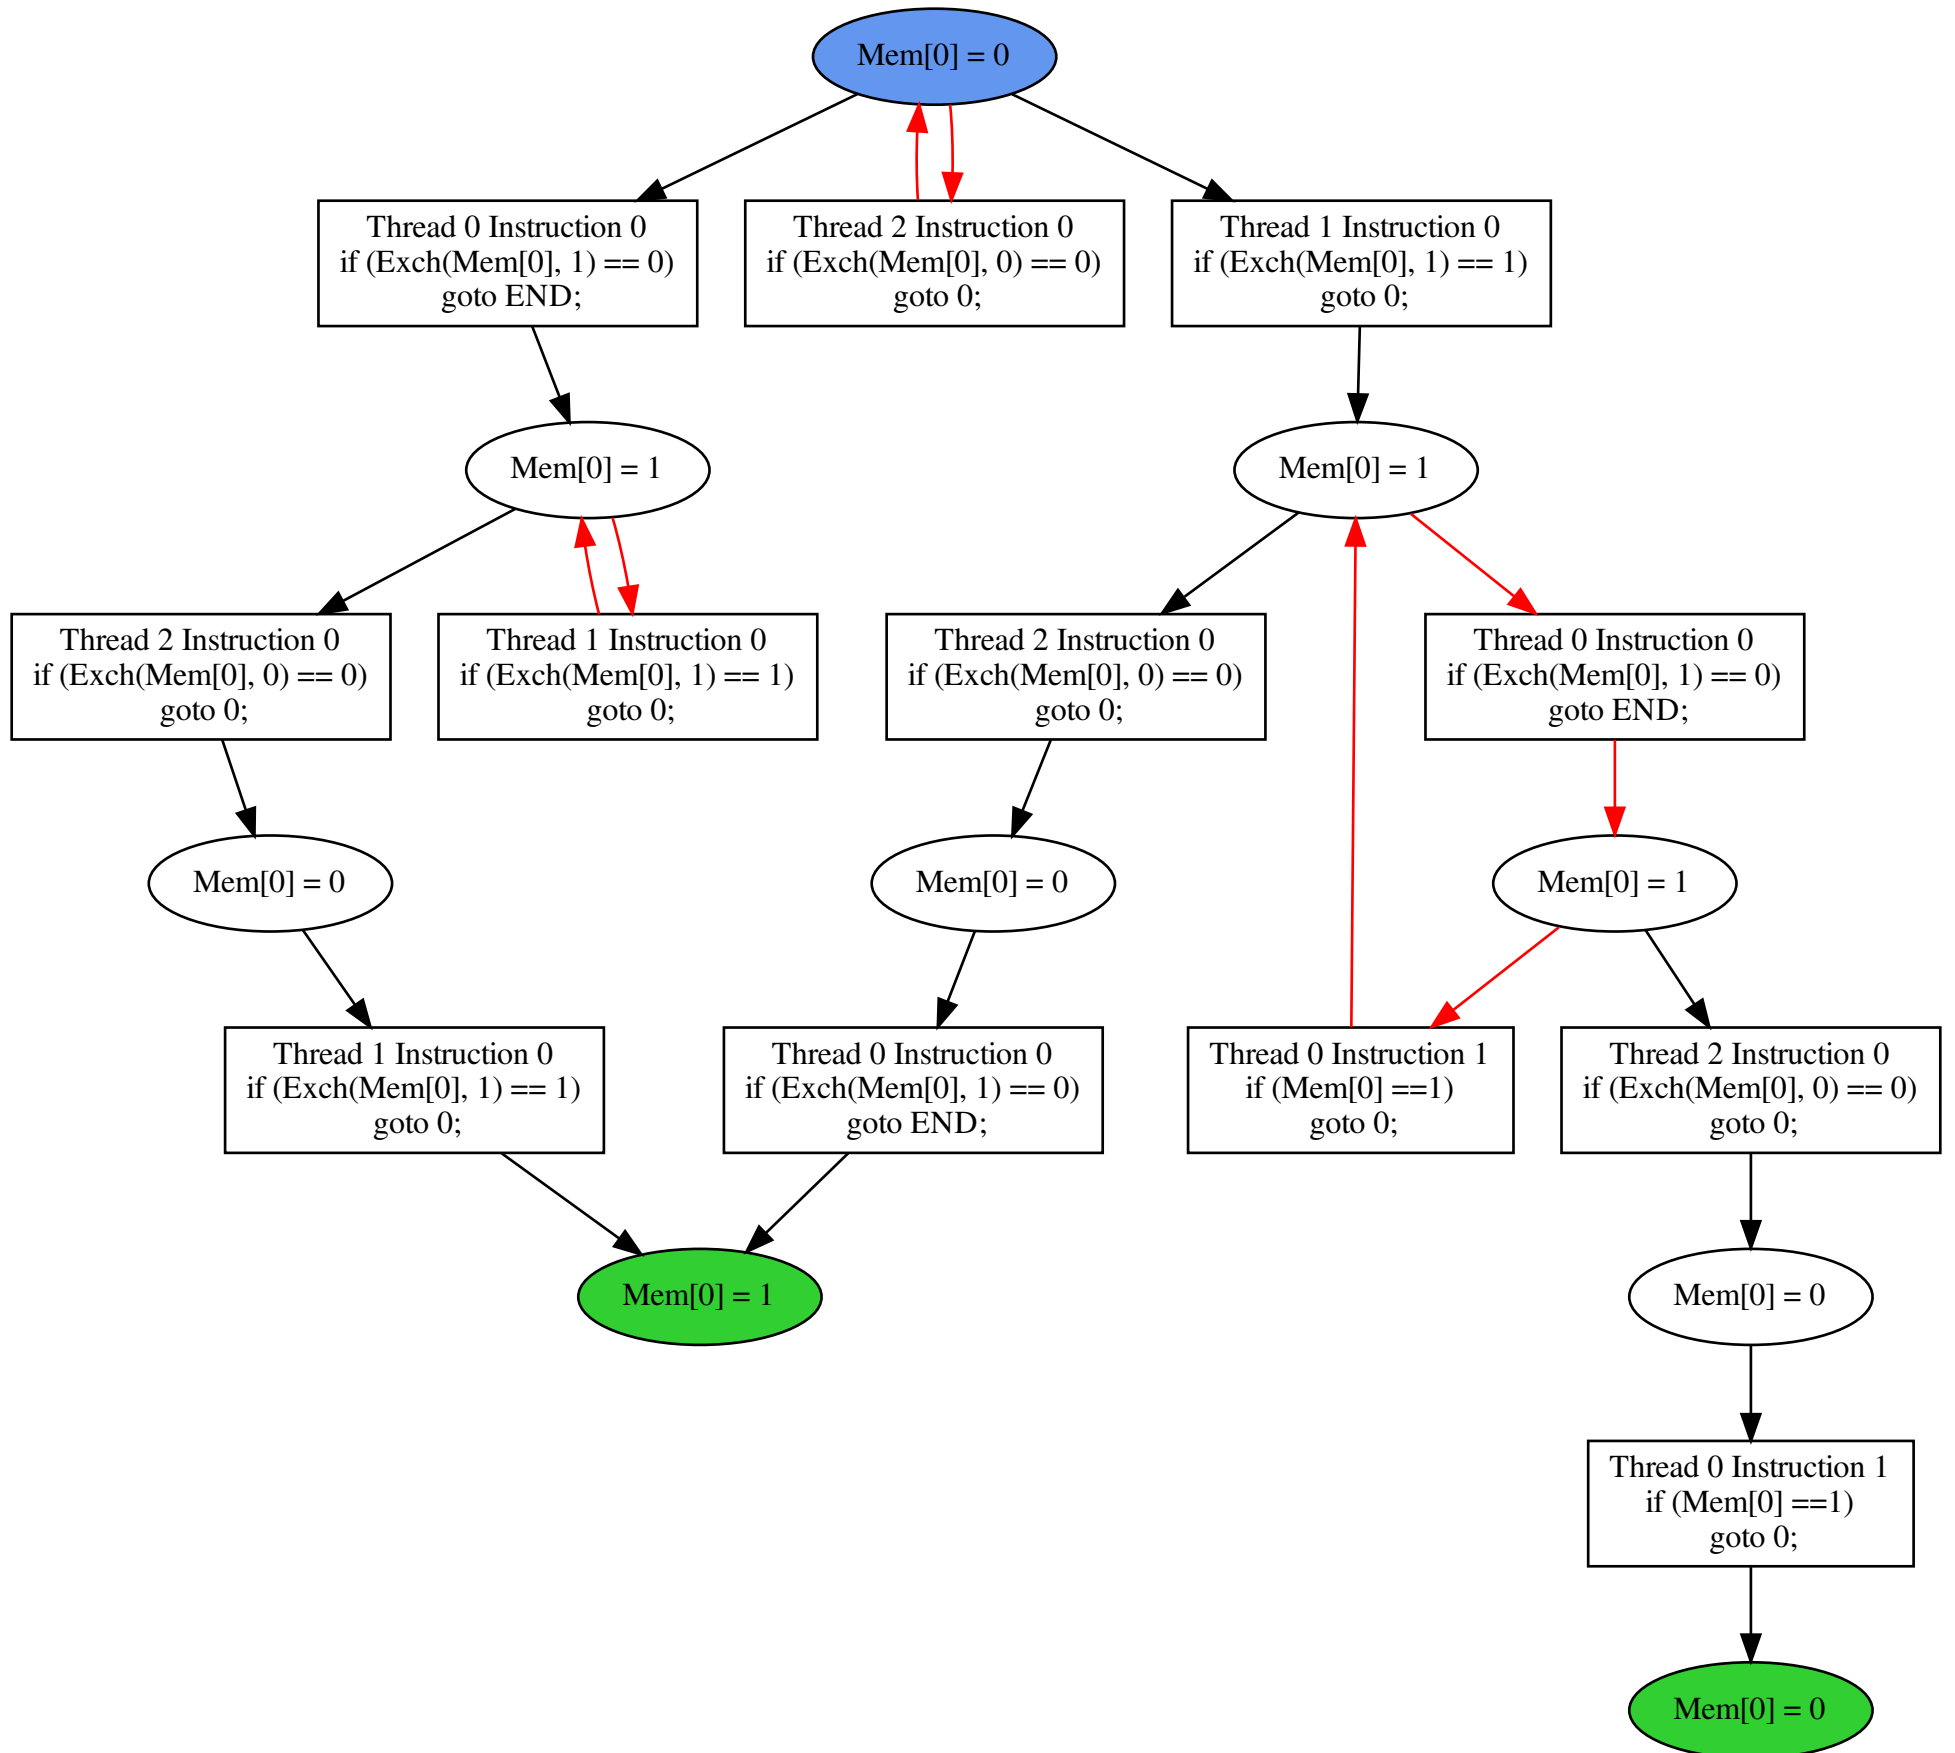 Mem[0] = 0
Thread 0 Instruction 0
if (Exch(Mem[0], 1) == 0)
goto END;
Thread 2 Instruction 0
if (Exch(Mem[0], 0) == 0)
goto 0;
Thread 1 Instruction 0
if (Exch(Mem[0], 1) == 1)
goto 0;
Mem[0] = 1
Mem[0] = 1
Thread 2 Instruction 0
if (Exch(Mem[0], 0) == 0)
goto 0;
Thread 1 Instruction 0
if (Exch(Mem[0], 1) == 1)
goto 0;
Thread 2 Instruction 0
if (Exch(Mem[0], 0) == 0)
goto 0;
Thread 0 Instruction 0
if (Exch(Mem[0], 1) == 0)
goto END;
Mem[0] = 0
Mem[0] = 0
Mem[0] = 1
Thread 1 Instruction 0
if (Exch(Mem[0], 1) == 1)
goto 0;
Thread 0 Instruction 0
if (Exch(Mem[0], 1) == 0)
goto END;
Thread 0 Instruction 1
if (Mem[0] ==1)
goto 0;
Thread 2 Instruction 0
if (Exch(Mem[0], 0) == 0)
goto 0;
Mem[0] = 1
Mem[0] = 0
Thread 0 Instruction 1
if (Mem[0] ==1)
goto 0;
Mem[0] = 0